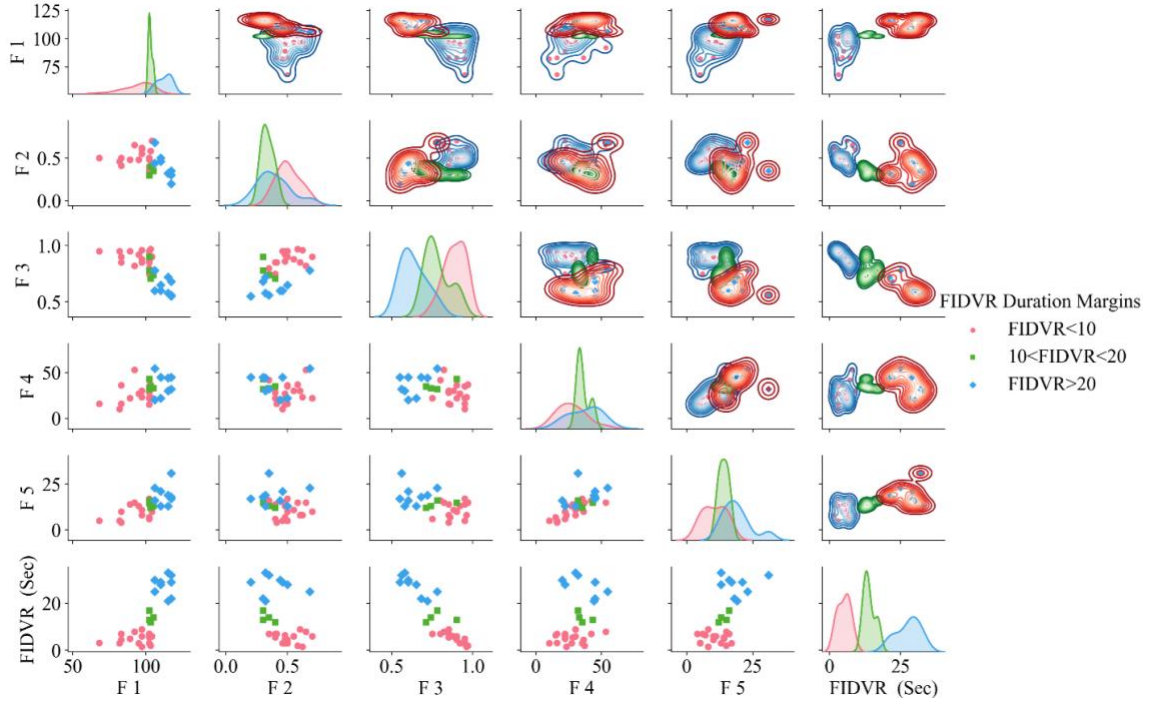 F 1
125
100
75
F 2
0.5
0.0
F 3
1.0
0.5
FIDVR Duration Margins
FIDVR<10
10<FIDVR<20
FIDVR>20
F 4
50
0
F 5
25
0
FIDVR (Sec)
20
0
50 100 0.0 0.5 0.5 1.0 0 50 0 25 0 25
F 1 F 2 F 3 F 4 F 5 FIDVR (Sec)